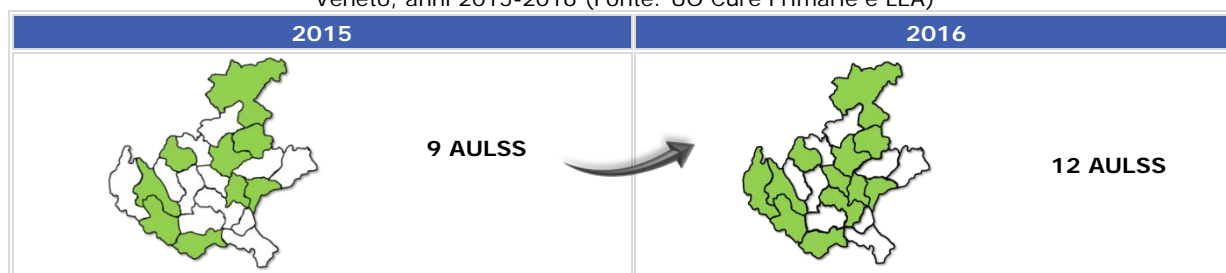 Veneto, anni 2015-2016 (Fonte: UO Cure Primarie e LEA)
2015
2016
9 AULSS
12 AULSS